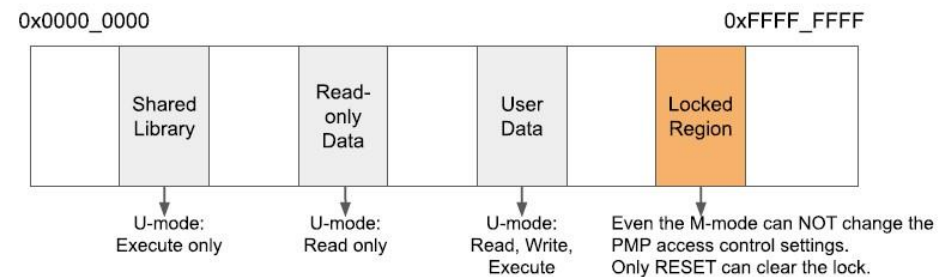 0x0000_0000
0xFFFF_FFFF
Shared
Library
Read-
only
Data
User
Data
Locked
Region
U-mode:
Execute only
U-mode:
Read only
U-mode:
Read, Write,
Execute
Even the M-mode can NOT change the
PMP access control settings.
Only RESET can clear the lock.